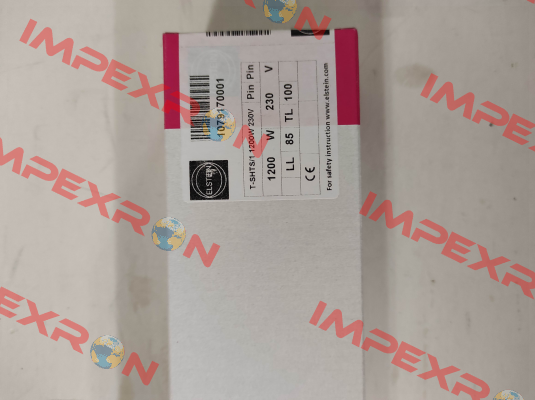 1079170001
ELSTEIN
T-SHTS/1 1200W 230V Pin Pin
1200 W 230 V
LL 85 TL 100
CE
For safety instruction www.elstein.com
IMPEXRON
IMPEXRON
IMPEXRON
IMPEXRON
IMPEXRON
IMPEXRON